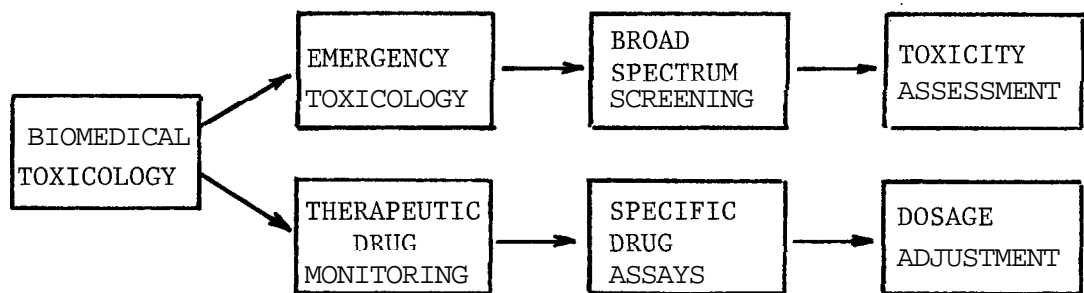 BIOMEDICAL
TOXICOLOGY
EMERGENCY
TOXICOLOGY
BROAD
SPECTRUM
SCREENING
TOXICITY
ASSESSMENT
THERAPEUTIC
DRUG
MONITORING
SPECIFIC
DRUG
ASSAYS
DOSAGE
ADJUSTMENT